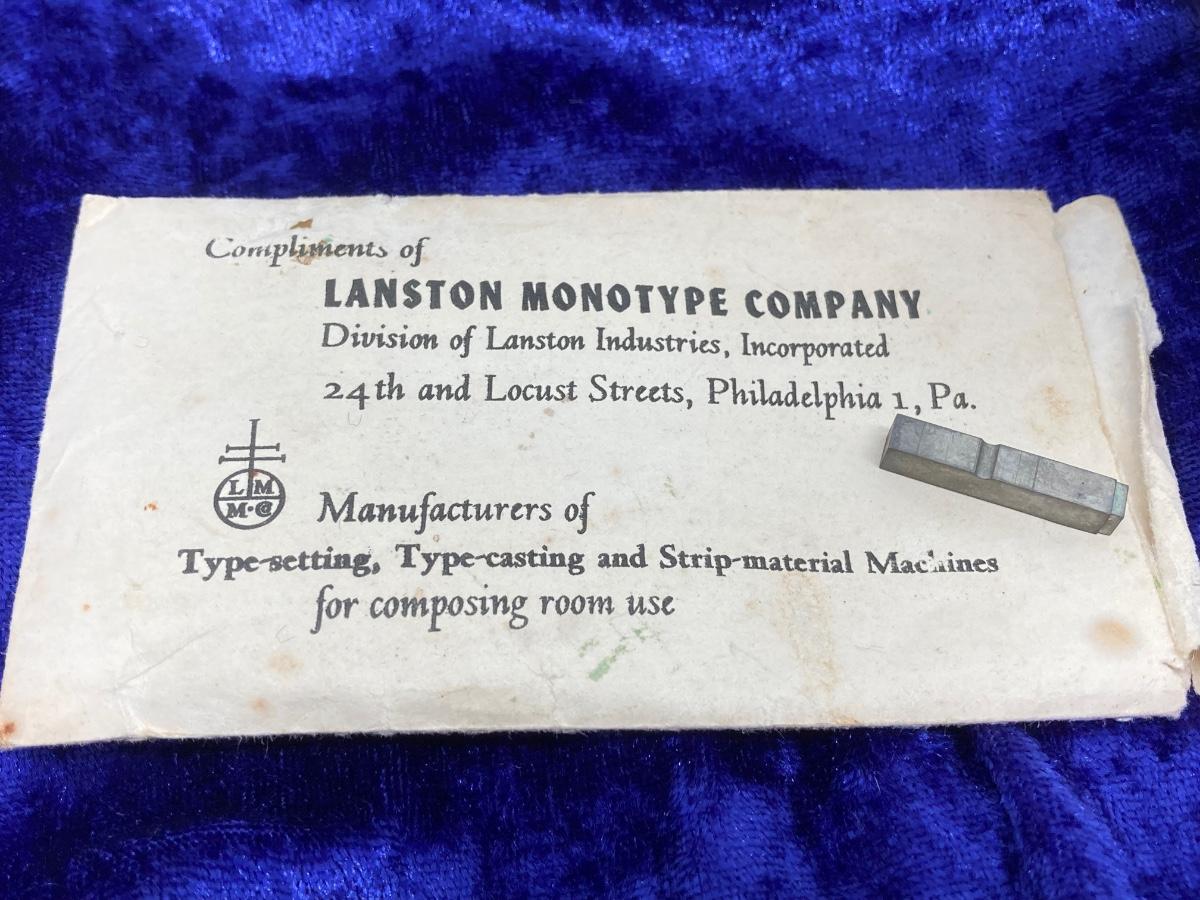 Compliments of
LANSTON MONOTYPE COMPANY
Division of Lanston Industries, Incorporated
24th and Locust Streets, Philadelphia 1, Pa.
L M
M·Co
Manufacturers of
Type-setting, Type-casting and Strip-material Machines
for composing room use